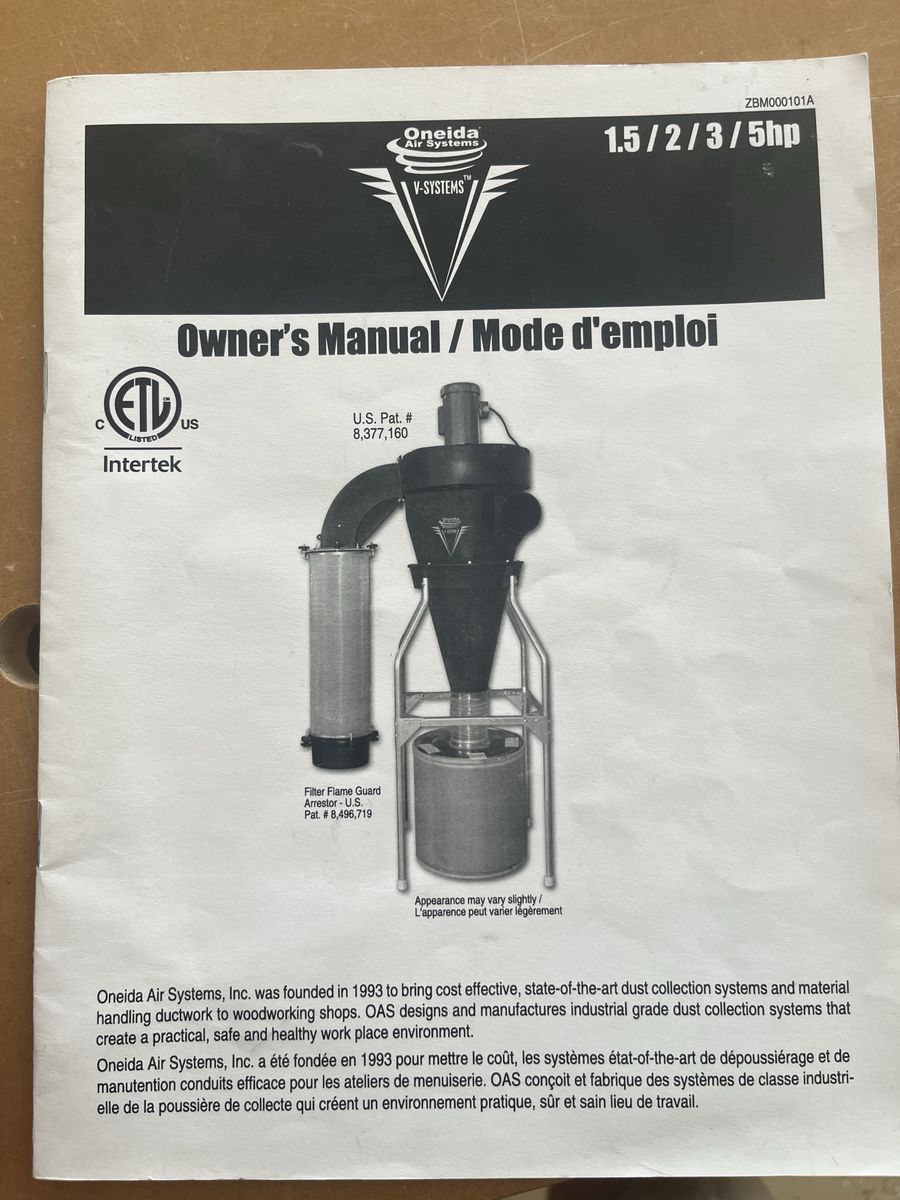 ZBM000101A
1.5 / 2 / 3 / 5hp
Oneida
Air Systems
V-SYSTEMS™
Owner's Manual / Mode d'emploi
C ETL CM US
LISTED
Intertek
U.S. Pat. #
8,377,160
Oneida
Filter Flame Guard
Arrestor - U.S.
Pat. # 8,496,719
Appearance may vary slightly /
L'apparence peut varier légèrement
Oneida Air Systems, Inc. was founded in 1993 to bring cost effective, state-of-the-art dust collection systems and material
handling ductwork to woodworking shops. OAS designs and manufactures industrial grade dust collection systems that
create a practical, safe and healthy work place environment.
Oneida Air Systems, Inc. a été fondée en 1993 pour mettre le coût, les systèmes état-of-the-art de dépoussiérage et de
manutention conduits efficace pour les ateliers de menuiserie. OAS conçoit et fabrique des systèmes de classe industri-
elle de la poussière de collecte qui créent un environnement pratique, sûr et sain lieu de travail.